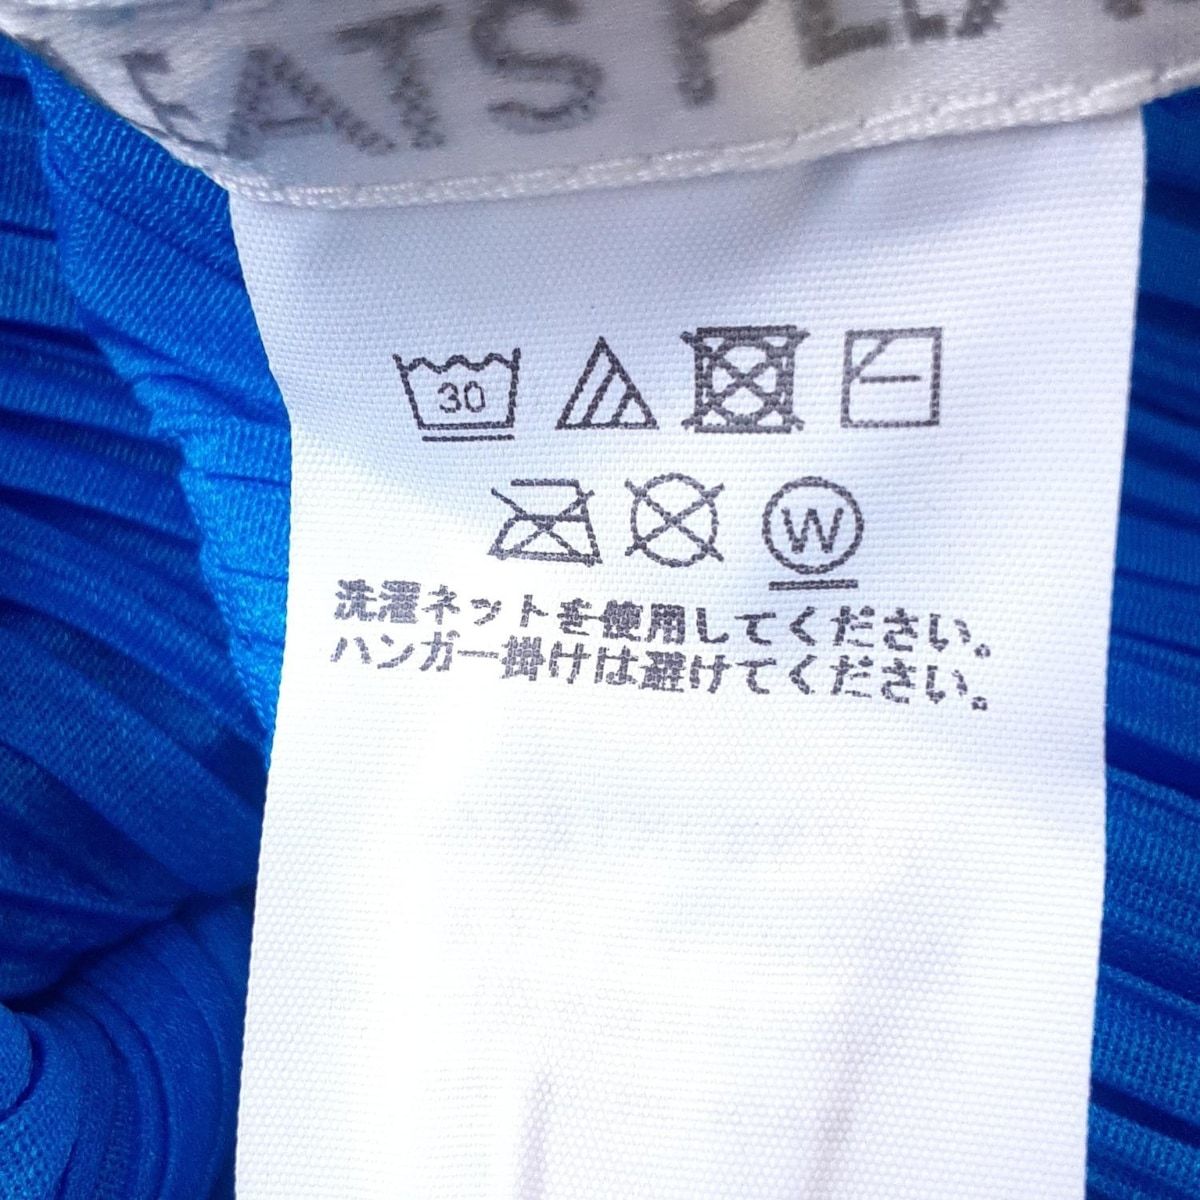 30
W
洗濯ネットを使用してください。
ハンガー掛けは避けてください。